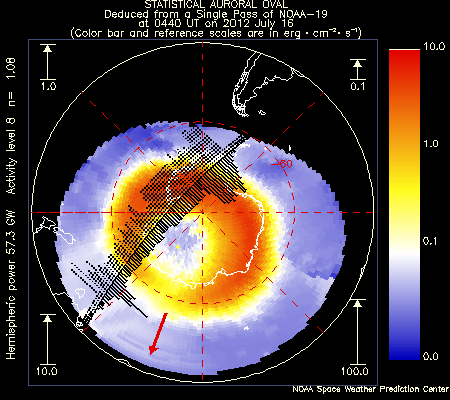 STATISTICAL AURORAL OVAL
Deduced from a Single Pass of NOAA-19
at 0440 UT on 2012 July 16
(Color bar and reference scales are in erg · cm⁻² · s⁻¹)
Hemispheric power 57.3 GW Activity level 8 n= 1.08
1.0
0.1
10.0
100.0
10.0
1.0
0.1
0.0
NOAA Space Weather Prediction Center